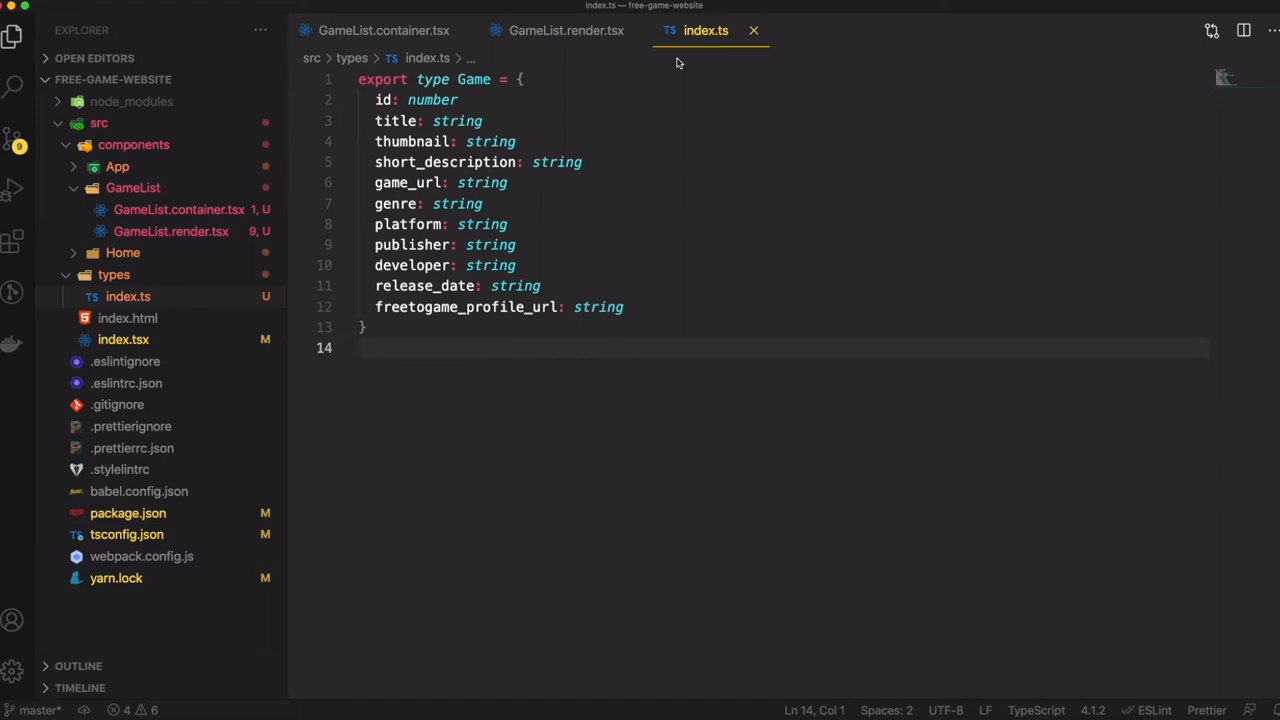 index.ts — free-game-website
EXPLORER
OPEN EDITORS
FREE-GAME-WEBSITE
node_modules
src
components
App
GameList
GameList.container.tsx 1, U
GameList.render.tsx 9, U
Home
types
TS index.ts U
index.html
index.tsx M
.eslintignore
.eslintrc.json
.gitignore
.prettierignore
.prettierrc.json
.stylelintrc
babel.config.json
package.json M
TS tsconfig.json M
webpack.config.js
yarn.lock M
OUTLINE
TIMELINE
9
GameList.container.tsx GameList.render.tsx TS index.ts
src > types > TS index.ts > ...
1 export type Game = {
2 id: number
3 title: string
4 thumbnail: string
5 short_description: string
6 game_url: string
7 genre: string
8 platform: string
9 publisher: string
10 developer: string
11 release_date: string
12 freetogame_profile_url: string
13 }
14
master* 4 6 Ln 14, Col 1 Spaces: 2 UTF-8 LF TypeScript 4.1.2 ESLint Prettier